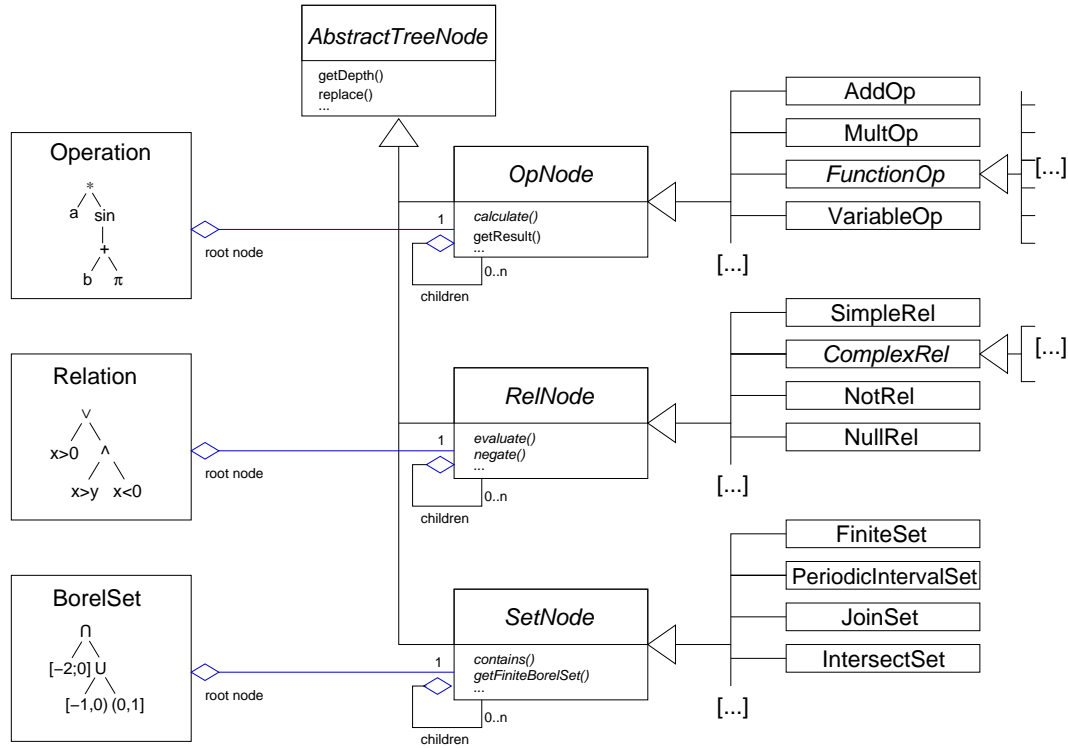 AbstractTreeNode
getDepth()
replace()
...
Operation
*
a sin
+
b π
root node
1
OpNode
calculate()
getResult()
...
0..n
children
AddOp
MultOp
FunctionOp
VariableOp
[...]
[...]
Relation
∨
x>0 ∧
x>y x<0
root node
1
RelNode
evaluate()
negate()
...
0..n
children
SimpleRel
ComplexRel
NotRel
NullRel
[...]
[...]
BorelSet
∩
[−2;0] ∪
[−1,0) (0,1]
root node
1
SetNode
contains()
getFiniteBorelSet()
...
0..n
children
FiniteSet
PeriodicIntervalSet
JoinSet
IntersectSet
[...]